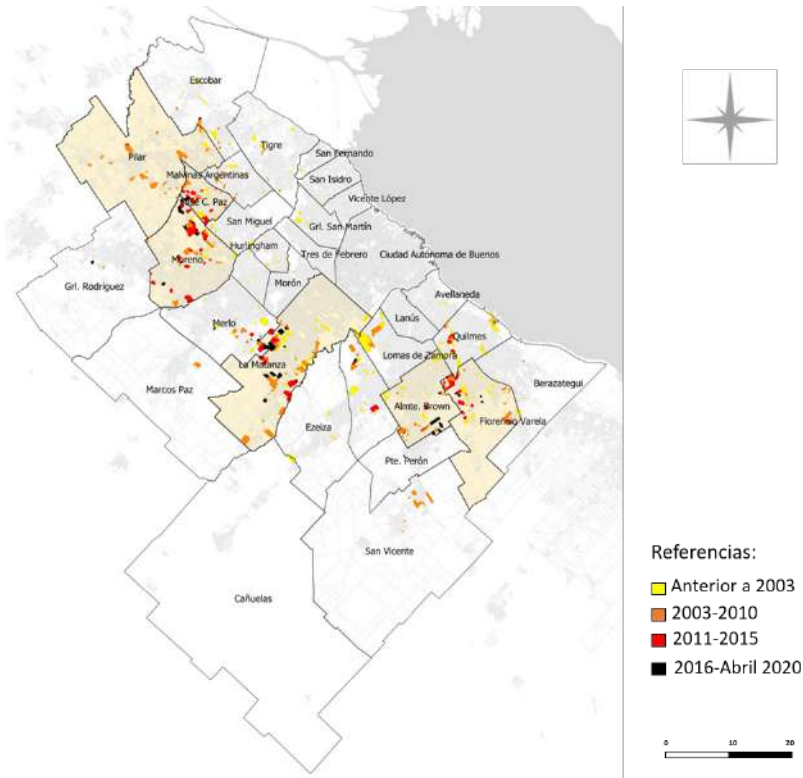 Escobar
Pilar
Tigre
San Fernando
Malvinas Argentinas
San Isidro
José C. Paz
Vicente López
San Miguel
Grl. San Martín
Hurlingham
Tres de Febrero
Ciudad Autónoma de Buenos
Moreno
Grl. Rodríguez
Morón
Avellaneda
Merlo
Lanús
Quilmes
La Matanza
Lomas de Zamora
Marcos Paz
Berazategui
Almte. Brown
Ezeiza
Florencio Varela
Pte. Perón
San Vicente
Cañuelas
Referencias:
Anterior a 2003
2003-2010
2011-2015
2016-Abril 2020
0 10 20